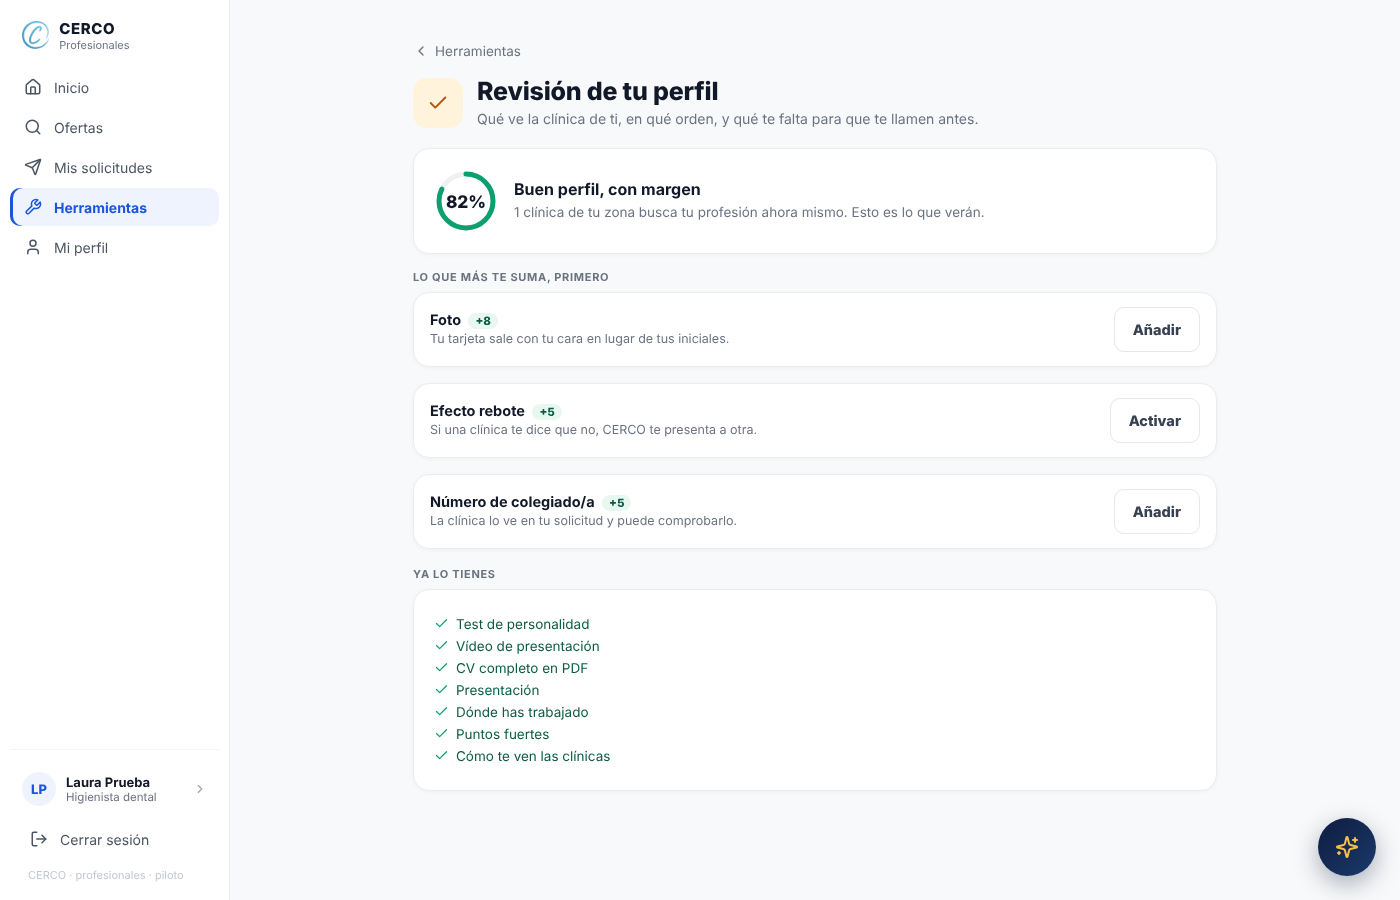 CERCO
Profesionales
Inicio
Ofertas
Mis solicitudes
Herramientas
Mi perfil
LP
Laura Prueba
Higienista dental
Cerrar sesión
CERCO · profesionales · piloto
Herramientas
Revisión de tu perfil
Qué ve la clínica de ti, en qué orden, y qué te falta para que te llamen antes.
82%
Buen perfil, con margen
1 clínica de tu zona busca tu profesión ahora mismo. Esto es lo que verán.
LO QUE MÁS TE SUMA, PRIMERO
Foto +8
Tu tarjeta sale con tu cara en lugar de tus iniciales.
Añadir
Efecto rebote +5
Si una clínica te dice que no, CERCO te presenta a otra.
Activar
Número de colegiado/a +5
La clínica lo ve en tu solicitud y puede comprobarlo.
Añadir
YA LO TIENES
Test de personalidad
Vídeo de presentación
CV completo en PDF
Presentación
Dónde has trabajado
Puntos fuertes
Cómo te ven las clínicas